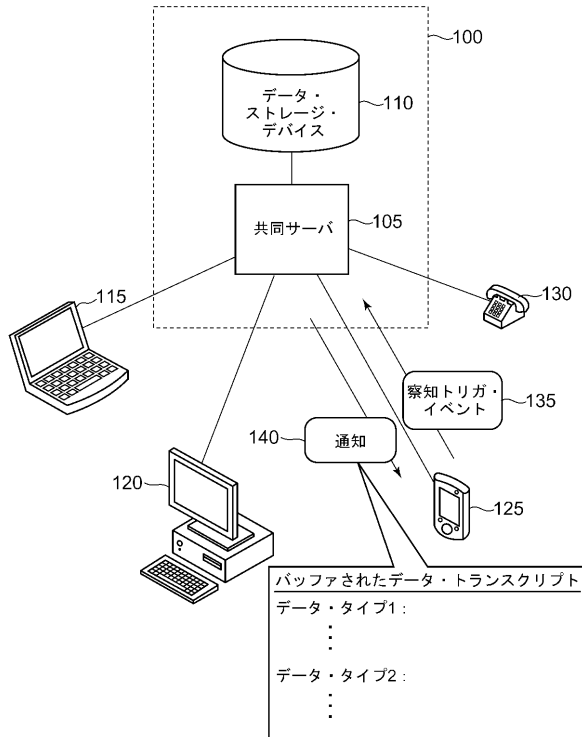 100
データ・
ストレージ・
デバイス
110
共同サーバ
105
115
130
察知トリガ・
イベント
135
140
通知
120
125
バッファされたデータ・トランスクリプト
データ・タイプ1：
・
・
・
データ・タイプ2：
・
・
・